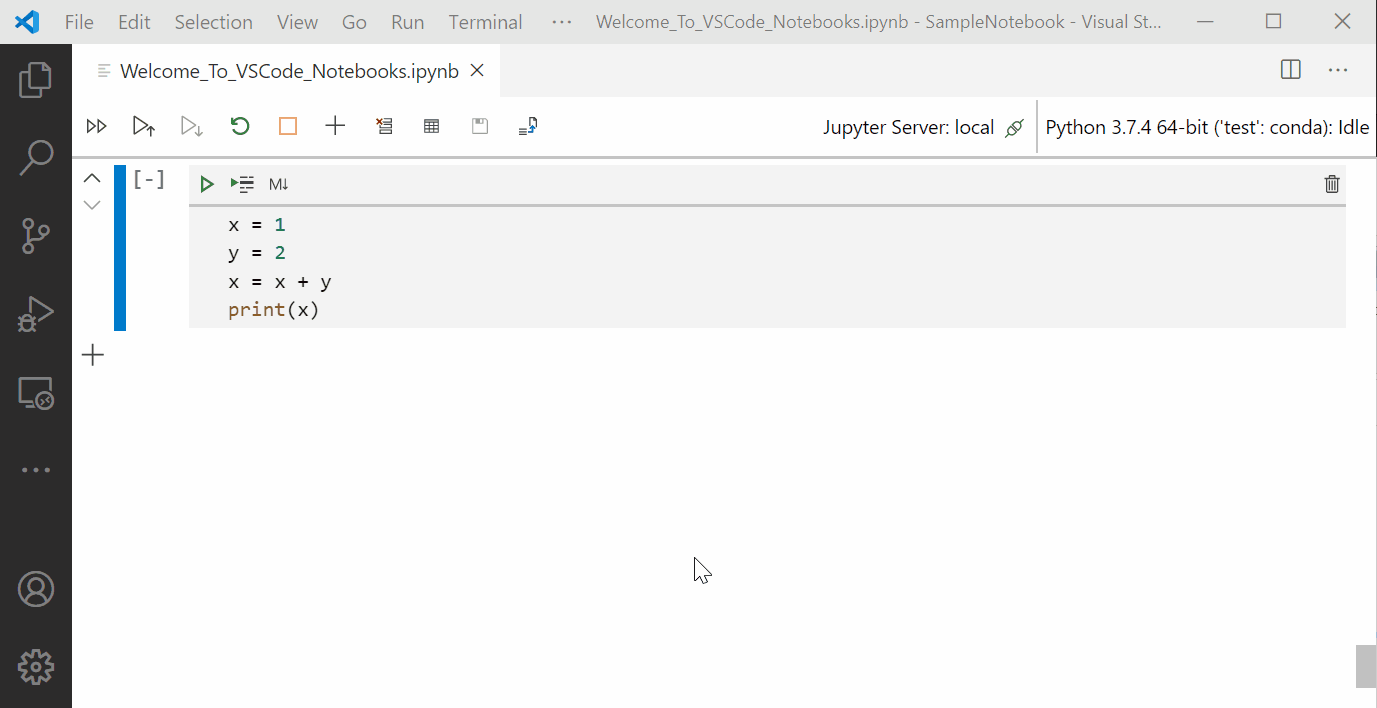 File Edit Selection View Go Run Terminal ··· Welcome_To_VSCode_Notebooks.ipynb - SampleNotebook - Visual St...
Welcome_To_VSCode_Notebooks.ipynb
Jupyter Server: local Python 3.7.4 64-bit ('test': conda): Idle
[-] M↓
x = 1
y = 2
x = x + y
print(x)